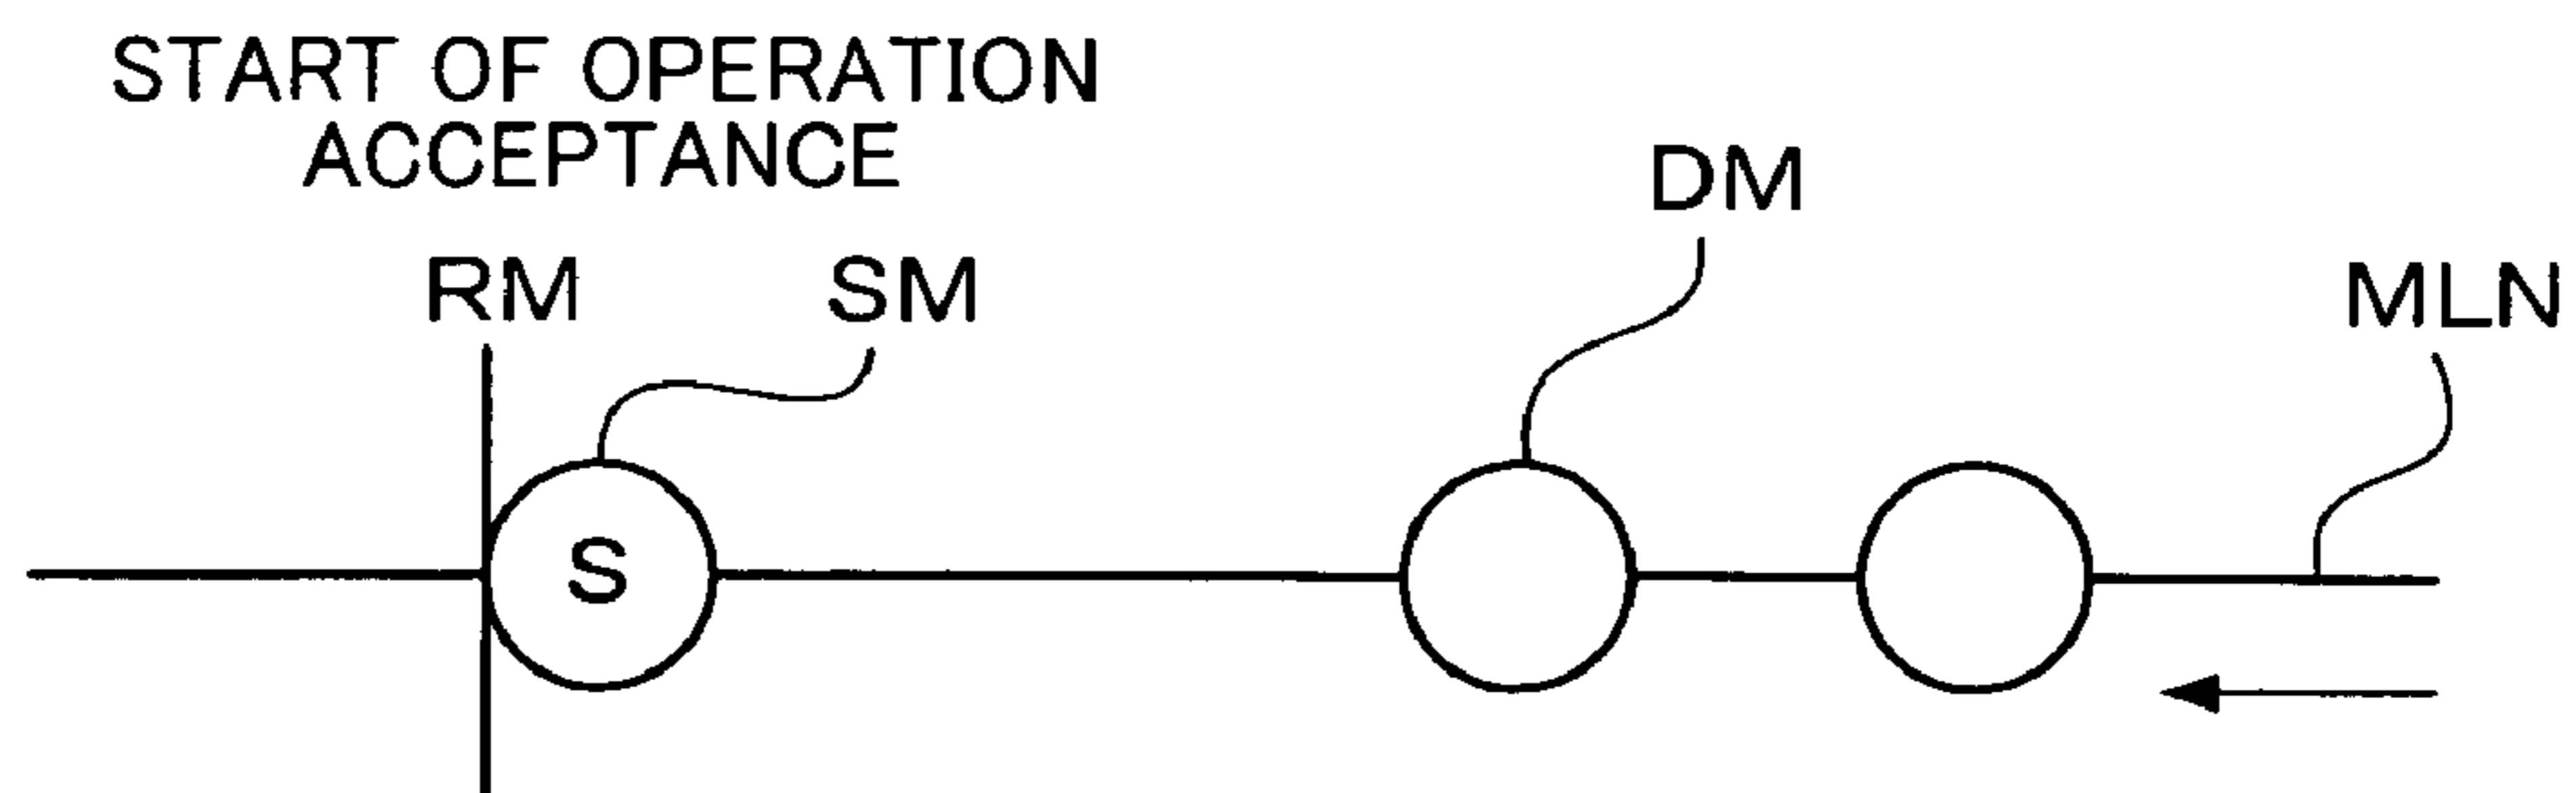 START OF OPERATION
ACCEPTANCE
DM
RM
SM
MLN
S